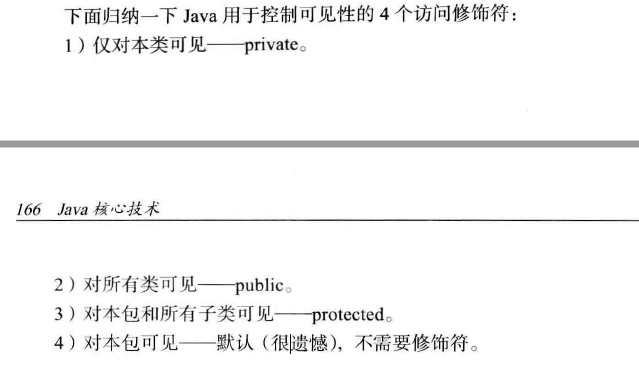 下面归纳一下 Java 用于控制可见性的 4 个访问修饰符：
1）仅对本类可见——private。
166 Java 核心技术
2）对所有类可见——public。
3）对本包和所有子类可见——protected。
4）对本包可见——默认（很遗憾），不需要修饰符。